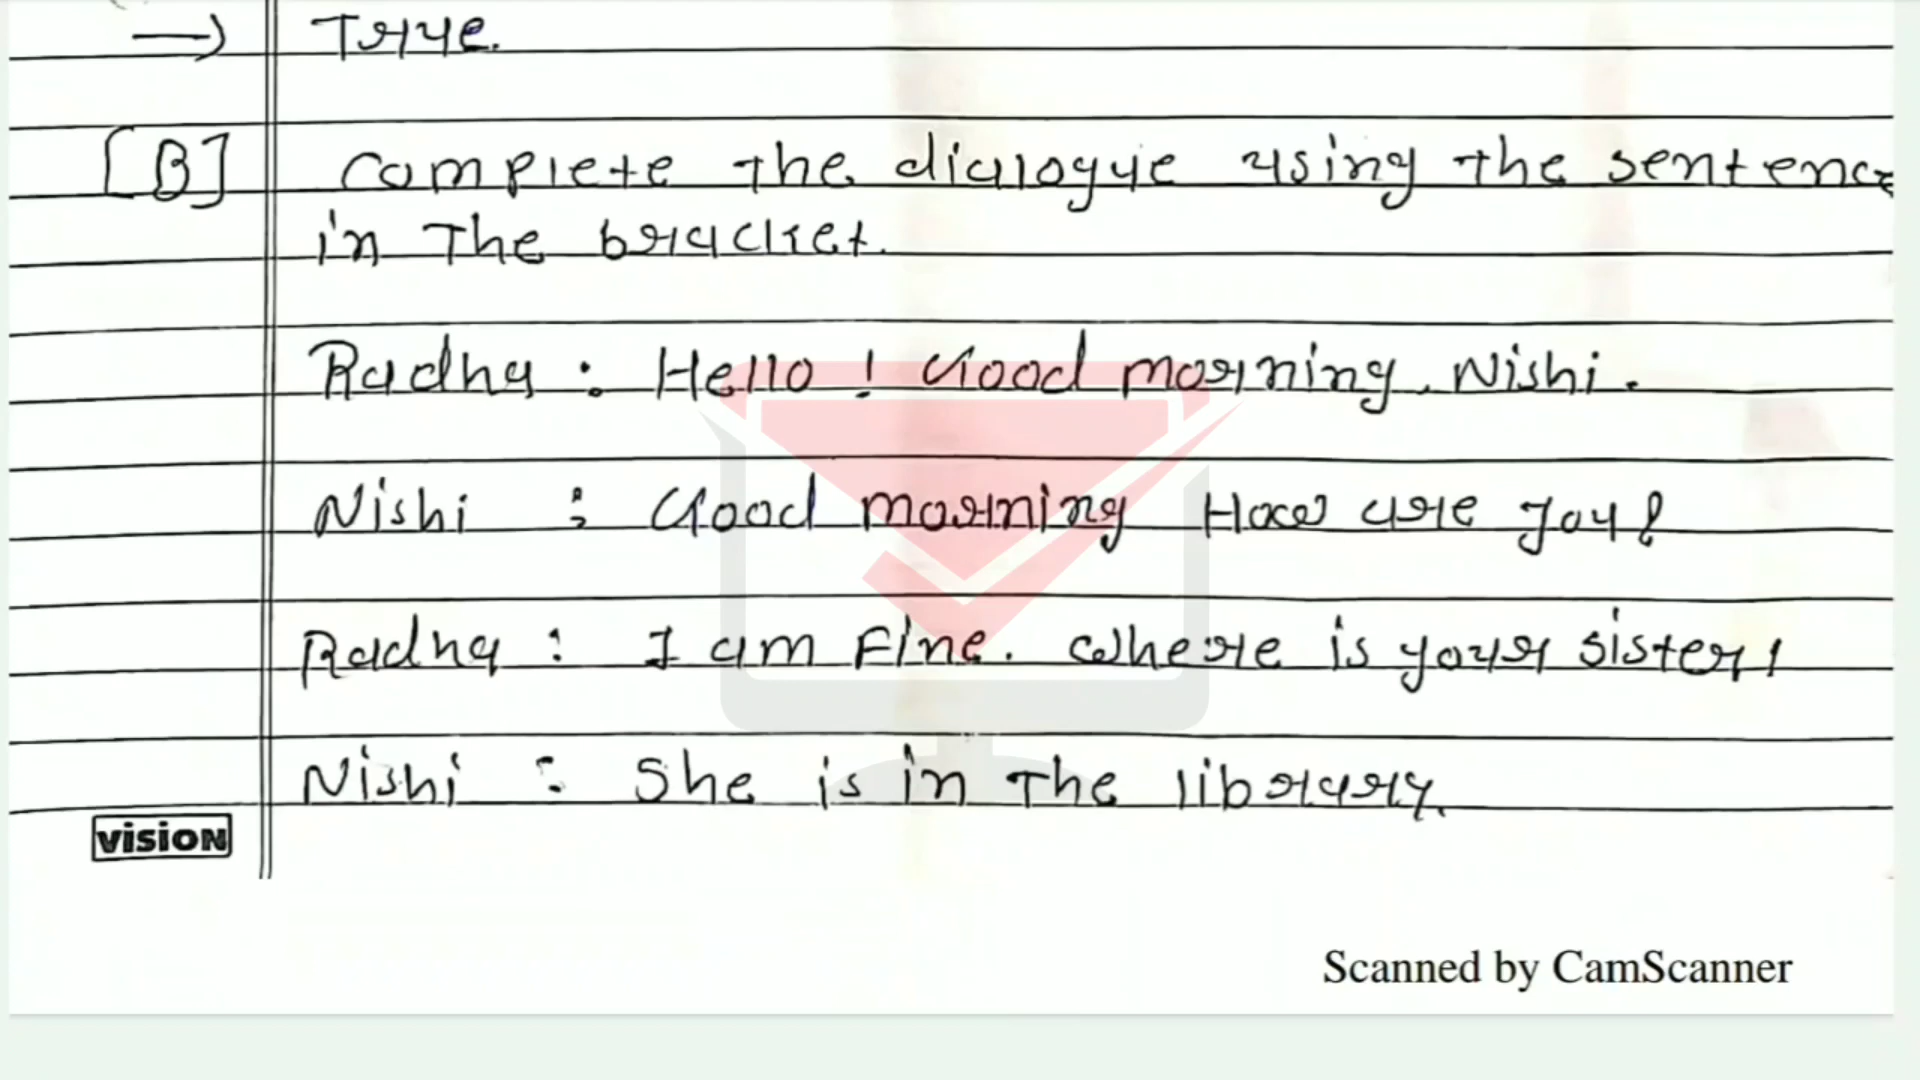 → True.
[B] Complete the dialogue using the sentence
in The bracket.
Radha : Hello ! Good morning, Nishi.
Nishi : Good morning How are you?
Radha : I am Fine. Where is your sister,
Nishi : She is in The library.
VISION
Scanned by CamScanner